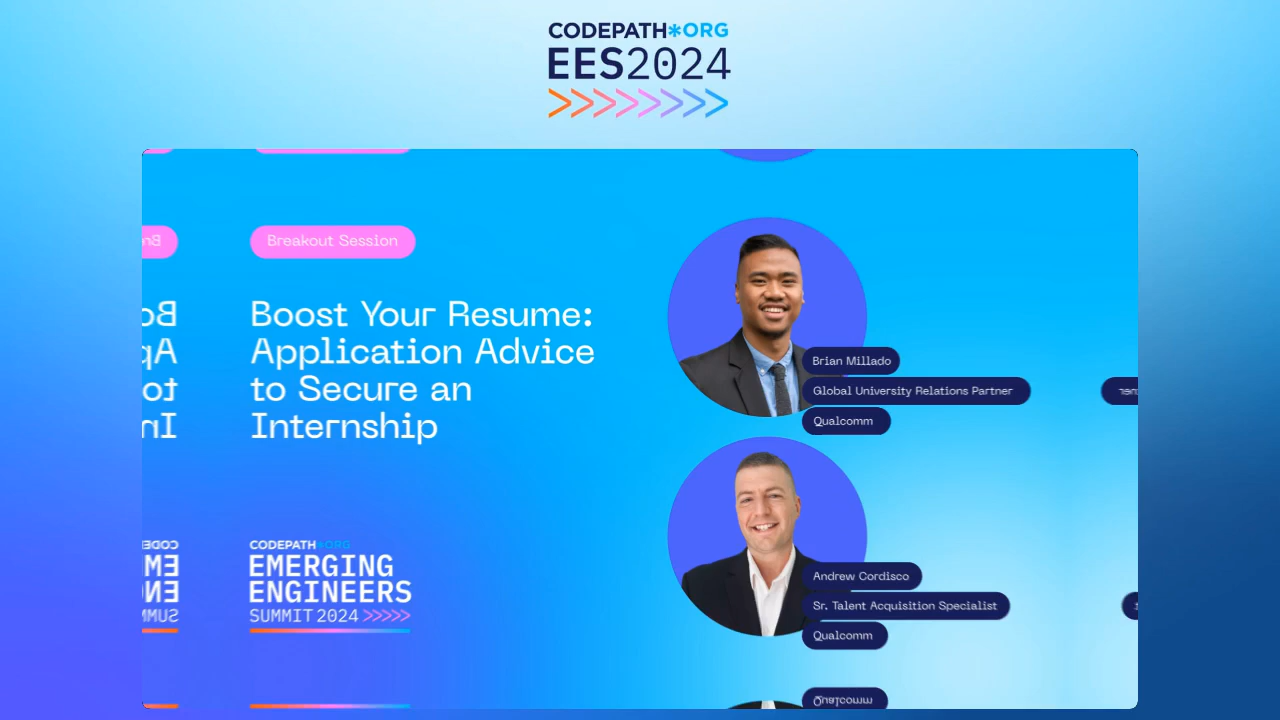 CODEPATH*ORG
EES2024
Breakout Session
Boost Your Resume:
Application Advice
to Secure an
Internship
Brian Millado
Global University Relations Partner
Qualcomm
Andrew Cordisco
Sr. Talent Acquisition Specialist
Qualcomm
CODEPATH*ORG
EMERGING
ENGINEERS
SUMMIT 2024